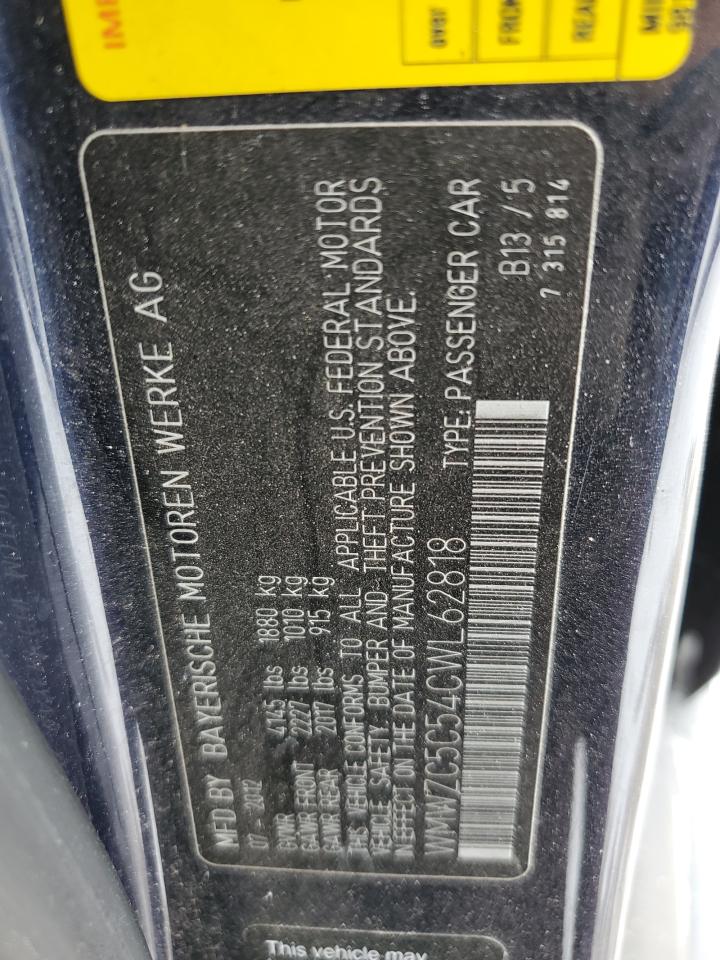 MFD BY BAYERISCHE MOTOREN WERKE AG
07 - 2012
GVWR 4145 lbs 1880 kg
GAWR FRONT 2227 lbs 1010 kg
GAWR REAR 2017 lbs 915 kg
THIS VEHICLE CONFORMS TO ALL APPLICABLE U.S. FEDERAL MOTOR
VEHICLE SAFETY, BUMPER AND THEFT PREVENTION STANDARDS
IN EFFECT ON THE DATE OF MANUFACTURE SHOWN ABOVE.
WMWZC5C54CWL62818 TYPE: PASSENGER CAR
B13 / 5
7 315 814
This vehicle may